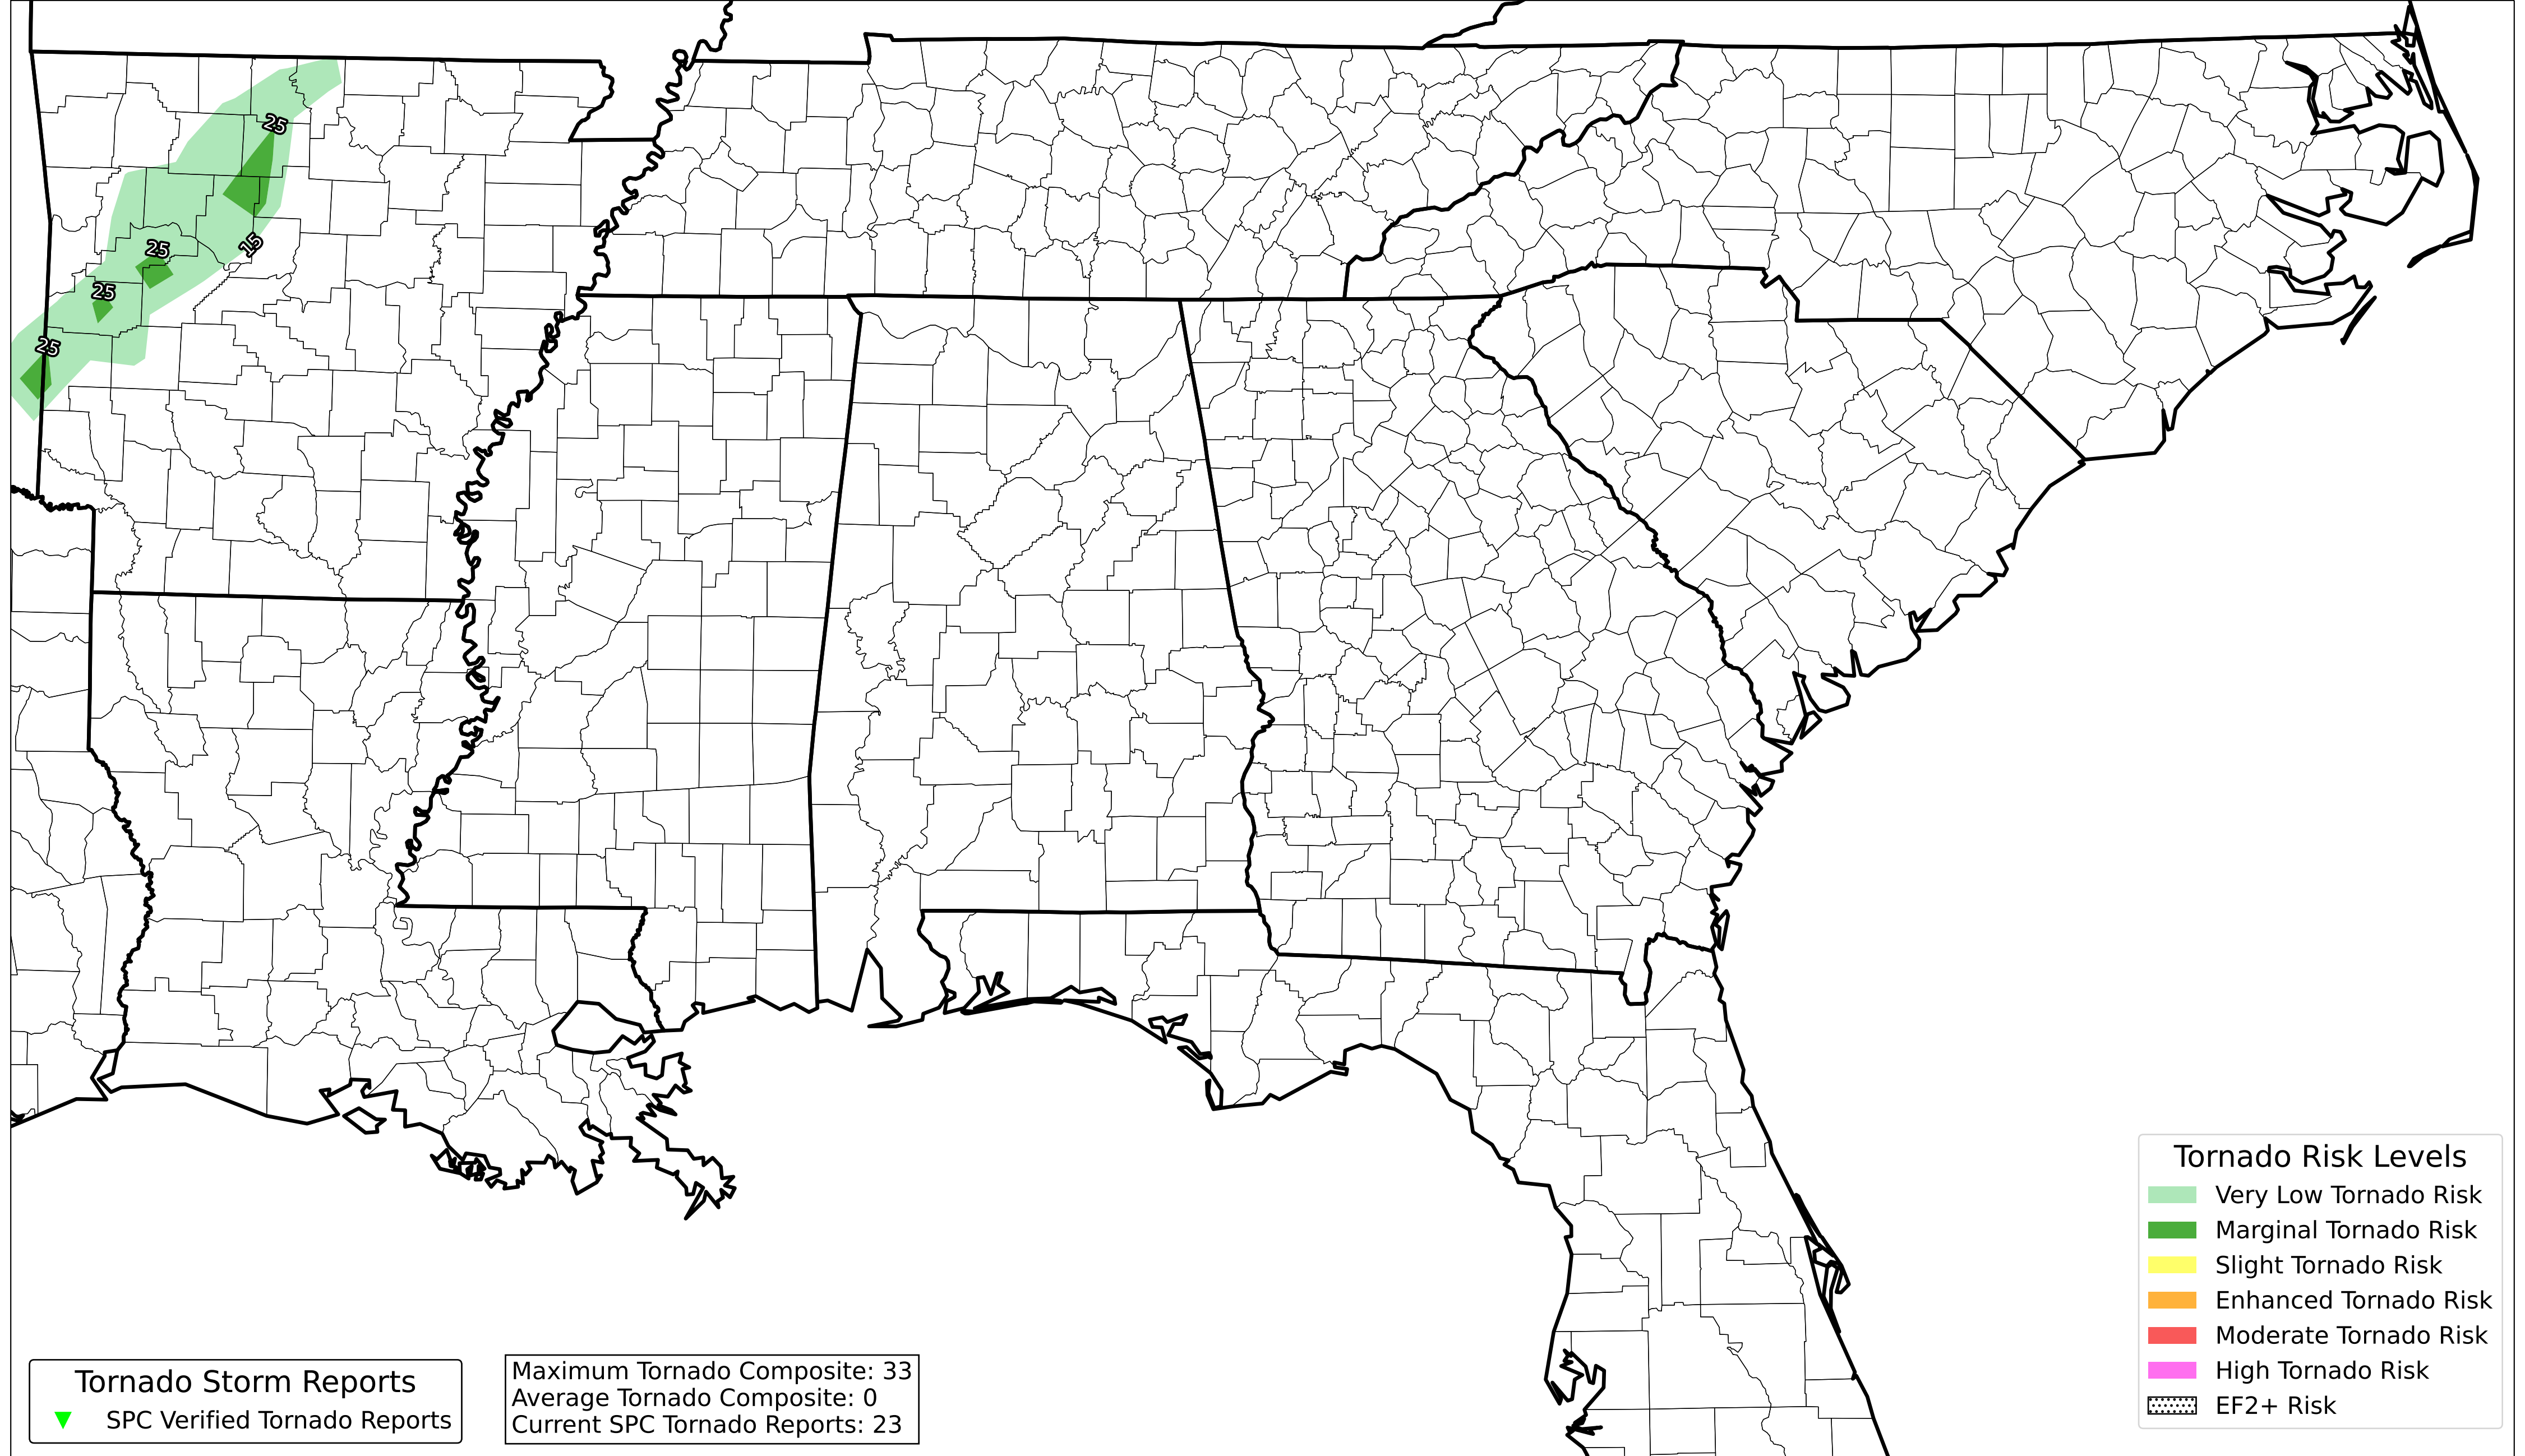 25
25
15
25
25
Tornado Risk Levels
Very Low Tornado Risk
Marginal Tornado Risk
Slight Tornado Risk
Enhanced Tornado Risk
Moderate Tornado Risk
High Tornado Risk
EF2+ Risk
Tornado Storm Reports
SPC Verified Tornado Reports
Maximum Tornado Composite: 33
Average Tornado Composite: 0
Current SPC Tornado Reports: 23